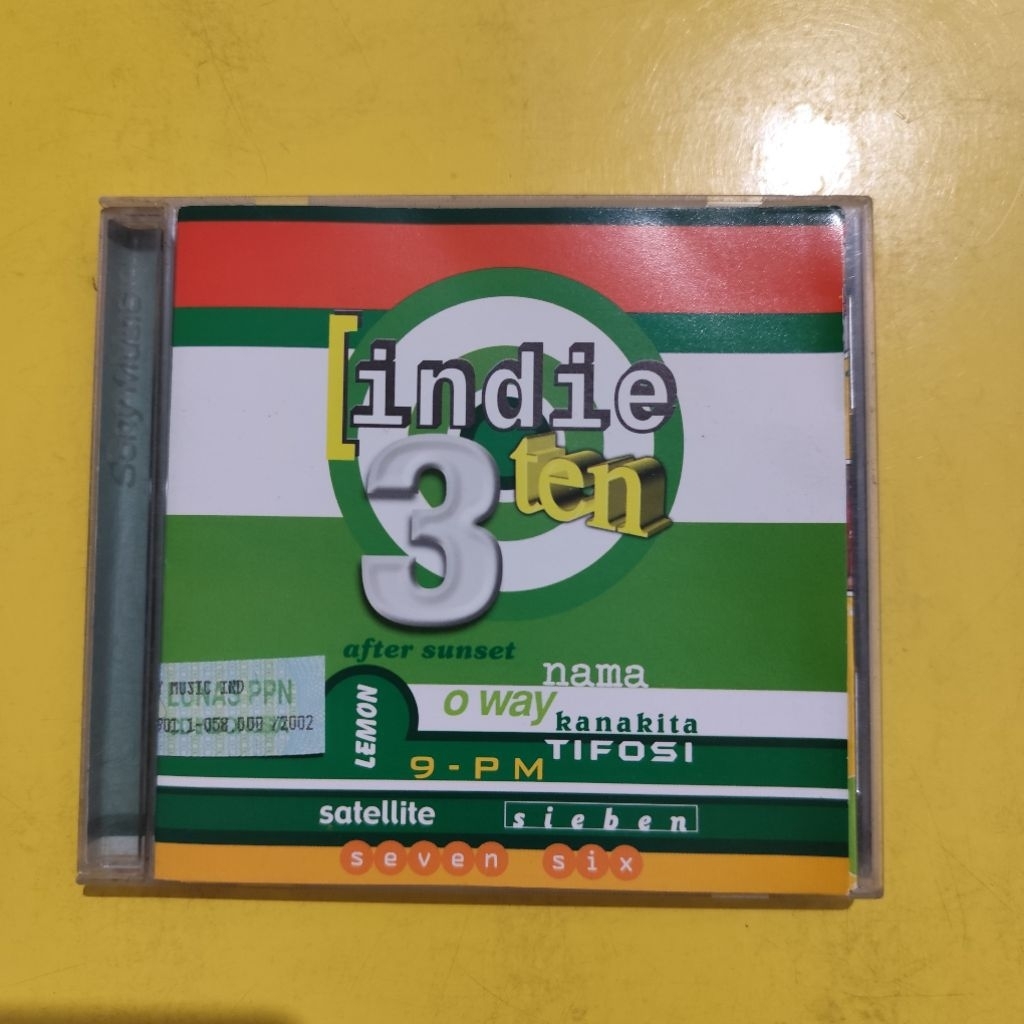 Sony Music
[indie
ten
3
after sunset
nama
LEMON
o way
kanakita
TIFOSI
9-PM
satellite
sieben
seven six
MUSIC IND
LUNAS PPN
/2002